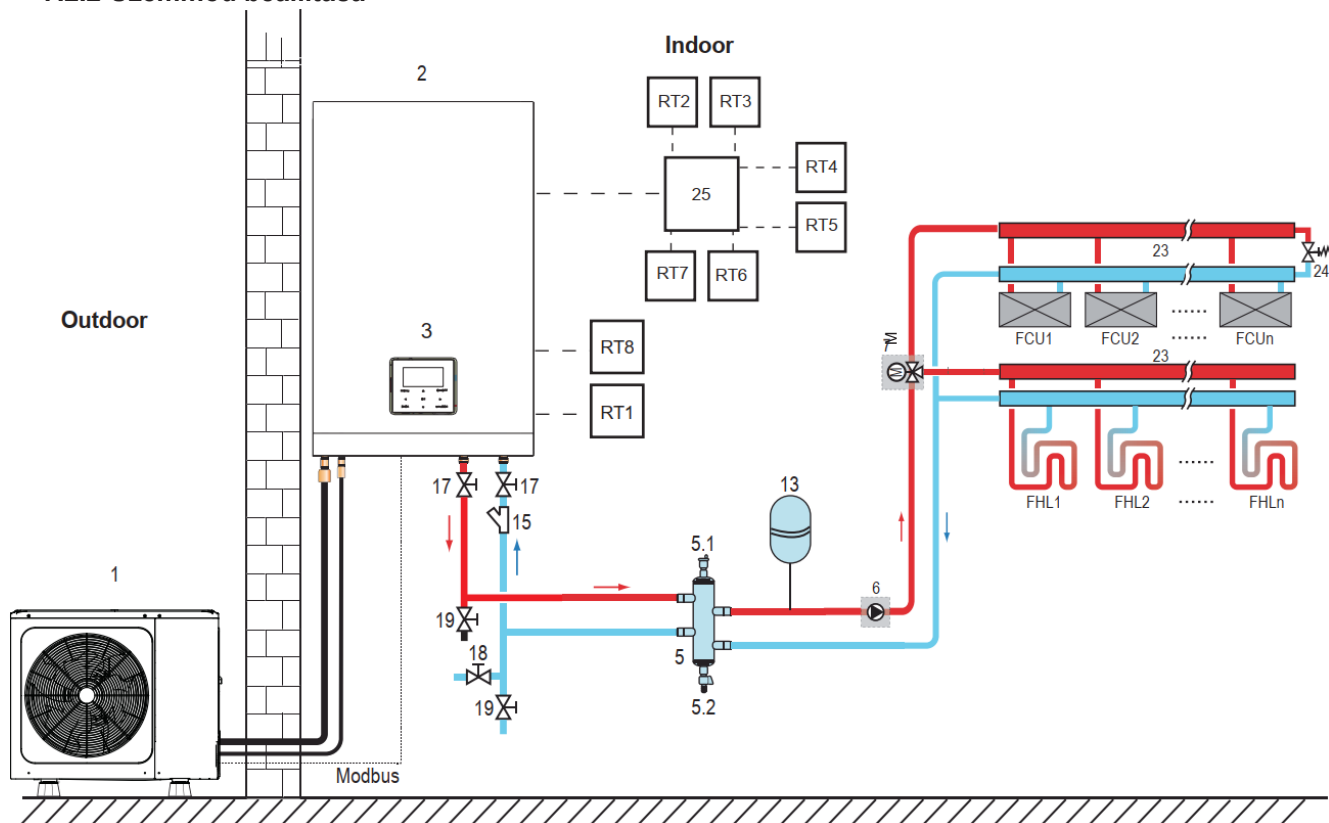 Indoor
2
RT2
RT3
RT4
25
RT5
RT7
RT6
23
24
Outdoor
3
RT8
FCU1
FCU2
......
......
FCUn
M
M
23
RT1
17
17
15
13
......
......
FHL1
FHL2
FHLn
5.1
1
6
19
18
5
19
5.2
Modbus